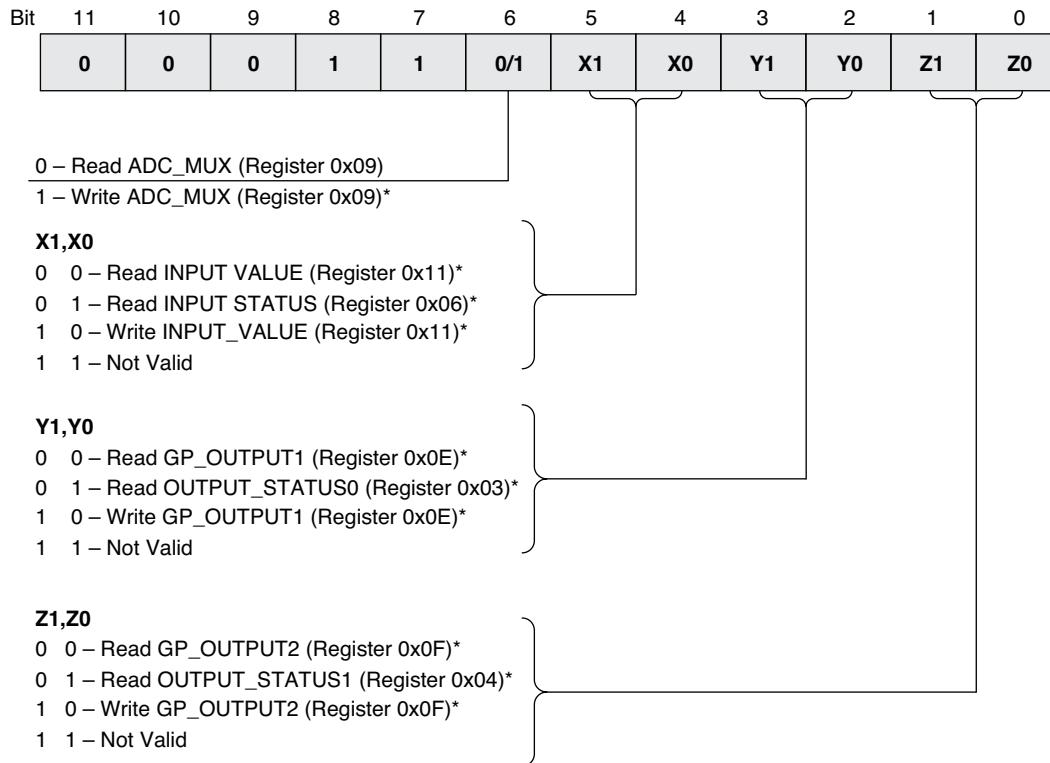 Bit 11 10 9 8 7 6 5 4 3 2 1 0
0 0 0 1 1 0/1 X1 X0 Y1 Y0 Z1 Z0
0 – Read ADC_MUX (Register 0x09)
1 – Write ADC_MUX (Register 0x09)*
X1,X0
0 0 – Read INPUT VALUE (Register 0x11)*
0 1 – Read INPUT STATUS (Register 0x06)*
1 0 – Write INPUT_VALUE (Register 0x11)*
1 1 – Not Valid
Y1,Y0
0 0 – Read GP_OUTPUT1 (Register 0x0E)*
0 1 – Read OUTPUT_STATUS0 (Register 0x03)*
1 0 – Write GP_OUTPUT1 (Register 0x0E)*
1 1 – Not Valid
Z1,Z0
0 0 – Read GP_OUTPUT2 (Register 0x0F)*
0 1 – Read OUTPUT_STATUS1 (Register 0x04)*
1 0 – Write GP_OUTPUT2 (Register 0x0F)*
1 1 – Not Valid